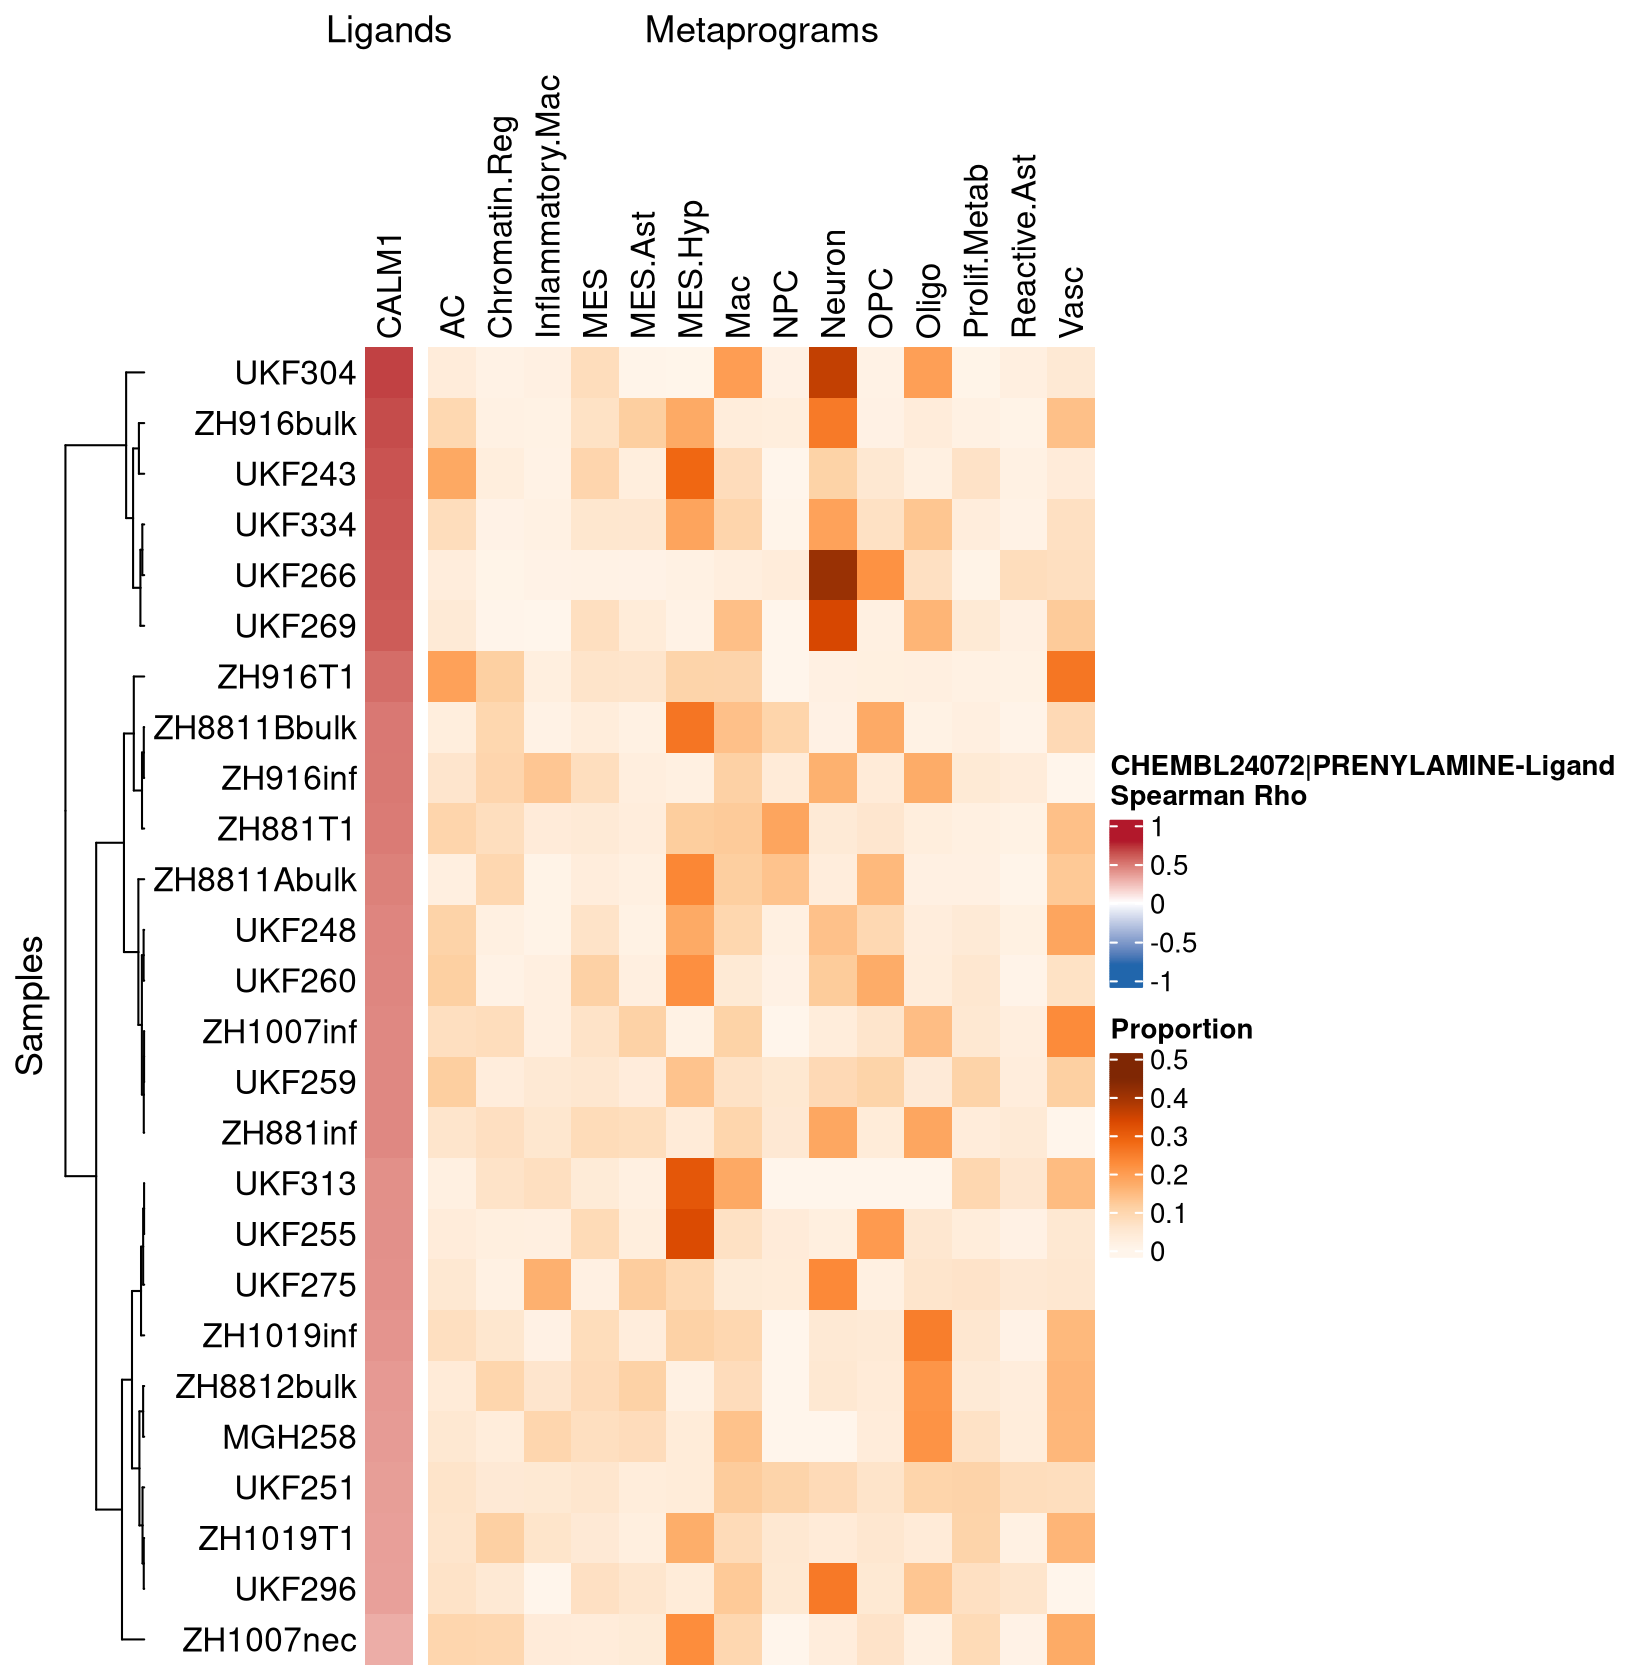 Ligands
Metaprograms
CALM1
AC
Chromatin.Reg
Inflammatory.Mac
MES
MES.Ast
MES.Hyp
Mac
NPC
Neuron
OPC
Oligo
Prolif.Metab
Reactive.Ast
Vasc
Samples
UKF304
ZH916bulk
UKF243
UKF334
UKF266
UKF269
ZH916T1
ZH8811Bbulk
ZH916inf
ZH881T1
ZH8811Abulk
UKF248
UKF260
ZH1007inf
UKF259
ZH881inf
UKF313
UKF255
UKF275
ZH1019inf
ZH8812bulk
MGH258
UKF251
ZH1019T1
UKF296
ZH1007nec
CHEMBL24072|PRENYLAMINE-Ligand
Spearman Rho
1
0.5
0
-0.5
-1
Proportion
0.5
0.4
0.3
0.2
0.1
0